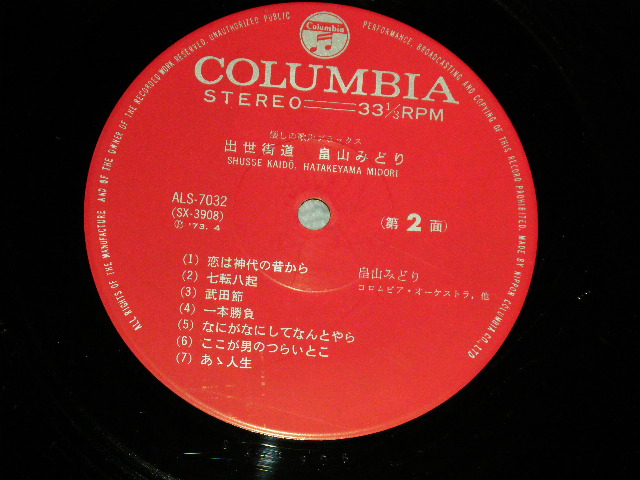 ALL RIGHTS OF THE MANUFACTURER AND OF THE OWNER OF THE RECORDED WORK RESERVED. UNAUTHORIZED PUBLIC PERFORMANCE, BROADCASTING AND COPYING OF THIS RECORD PROHIBITED. MADE BY NIPPON COLUMBIA CO., LTD.
Columbia
COLUMBIA
STEREO 33⅓RPM
懐しの歌声デラックス
出世街道 畠山みどり
SHUSSE KAIDŌ, HATAKEYAMA MIDORI
ALS-7032
(SX-3908)
Ⓟ '73.4
(第2面)
(1) 恋は神代の昔から
(2) 七転八起
(3) 武田節
(4) 一本勝負
(5) なにがなにしてなんとやら
(6) ここが男のつらいとこ
(7) あゝ人生
畠山みどり
コロムビア・オーケストラ, 他